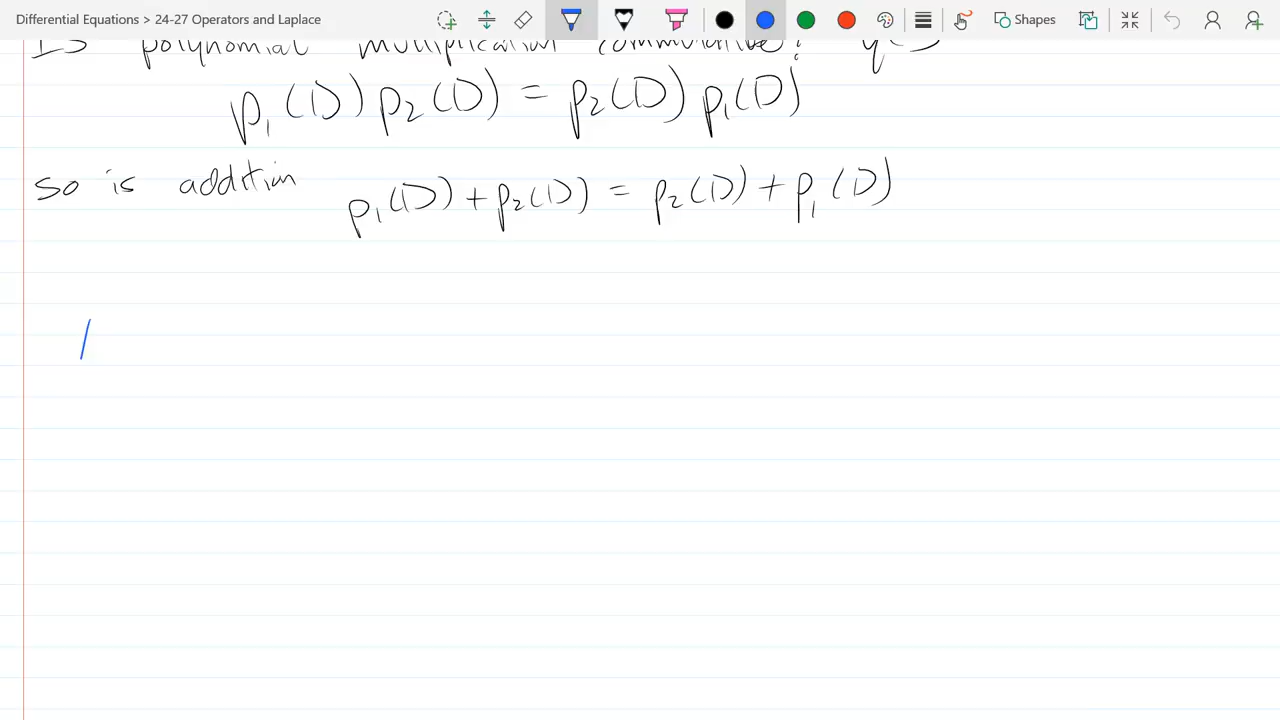 Differential Equations > 24-27 Operators and Laplace
Shapes
Is polynomial multiplication commutative? yes
p₁(D)p₂(D) = p₂(D)p₁(D)
so is addition p₁(D)+p₂(D) = p₂(D)+p₁(D)